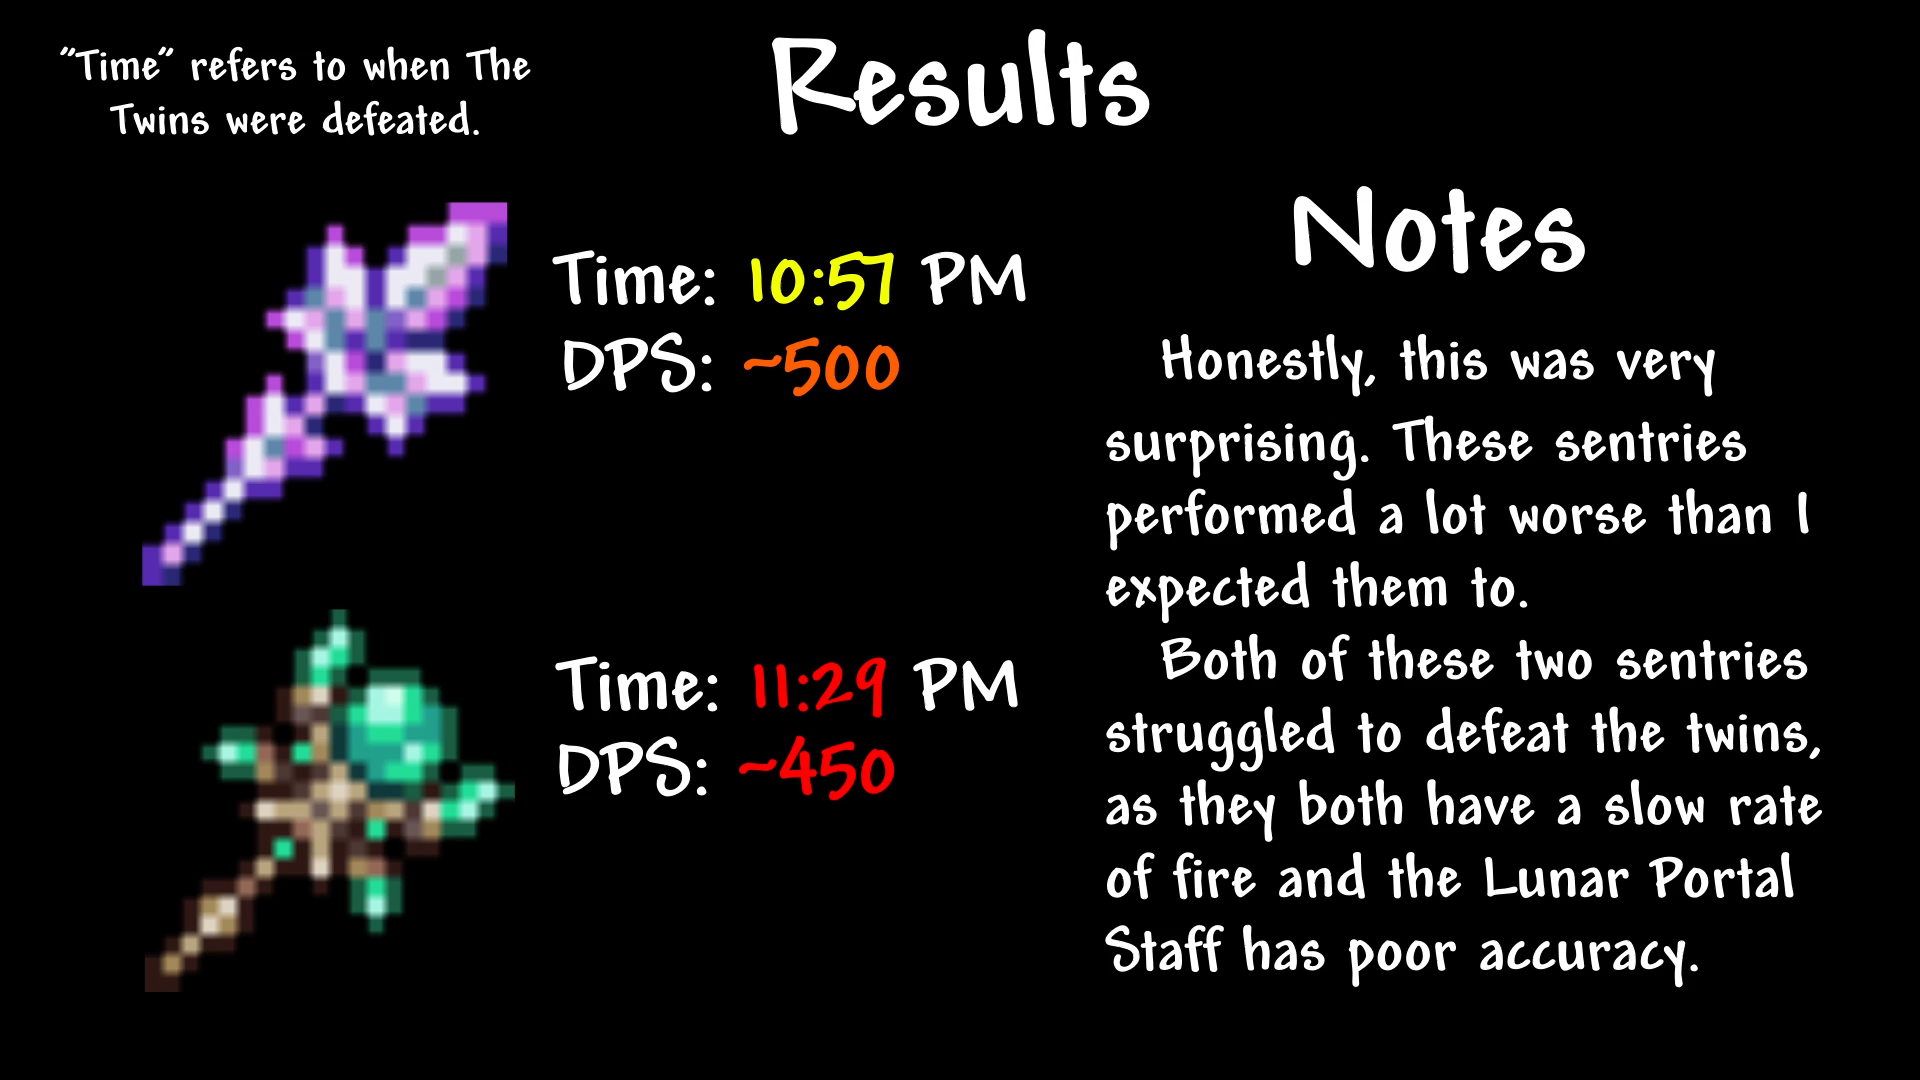 "Time" refers to when The
Twins were defeated.
Results
Time: 10:57 PM
DPS: ~500
Time: 11:29 PM
DPS: ~450
Notes
Honestly, this was very
surprising. These sentries
performed a lot worse than I
expected them to.
Both of these two sentries
struggled to defeat the twins,
as they both have a slow rate
of fire and the Lunar Portal
Staff has poor accuracy.